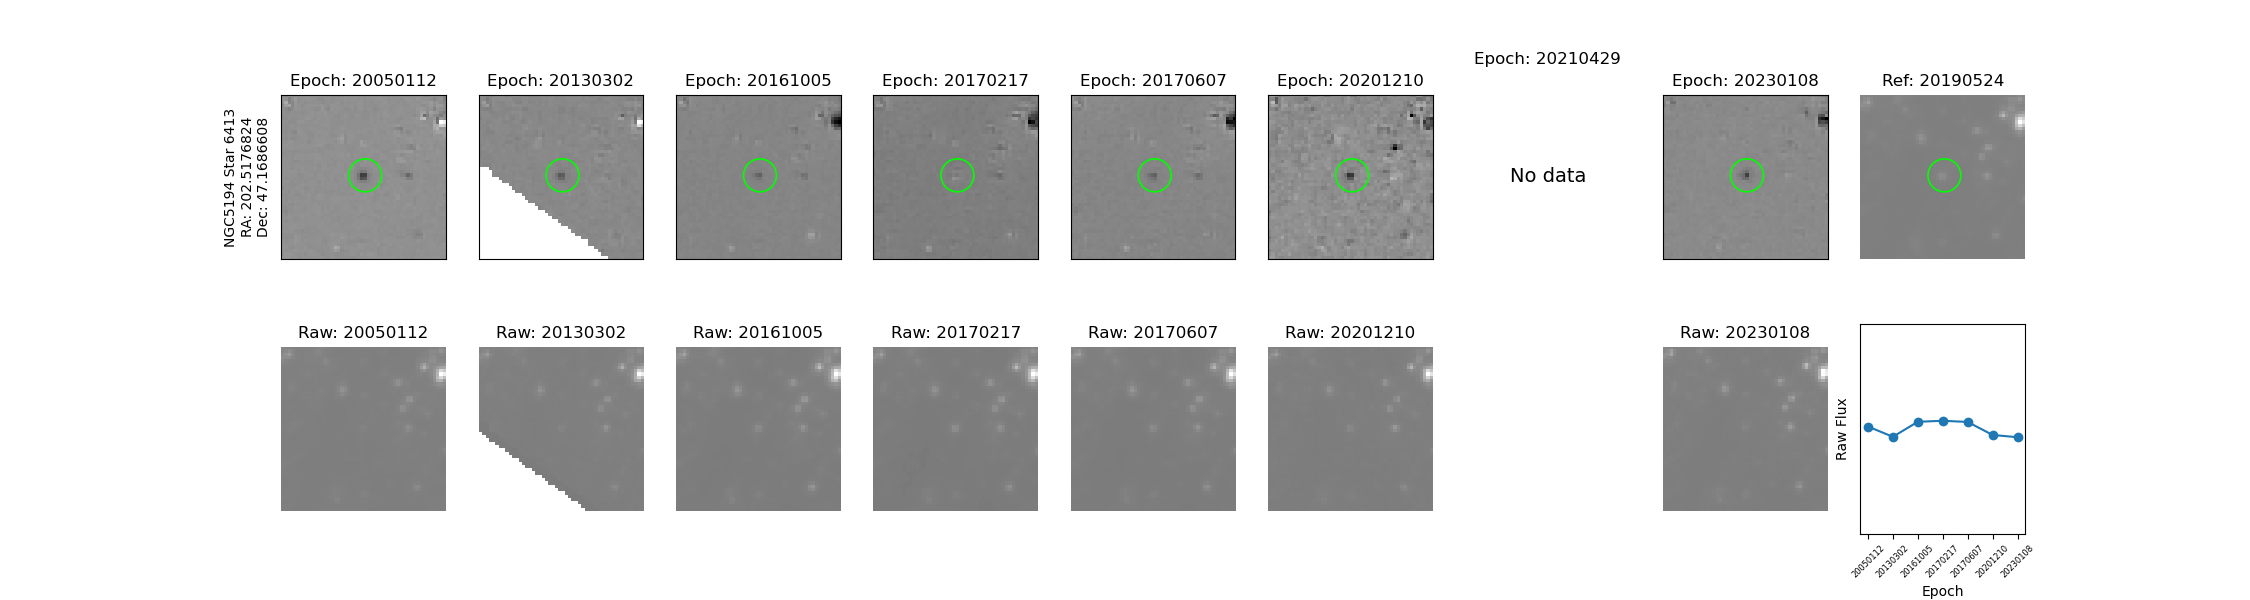 Epoch: 20050112
Epoch: 20130302
Epoch: 20161005
Epoch: 20170217
Epoch: 20170607
Epoch: 20201210
Epoch: 20210429
Epoch: 20230108
Ref: 20190524
NGC5194 Star 6413
RA: 202.5176824
Dec: 47.1686608
No data
Raw: 20050112
Raw: 20130302
Raw: 20161005
Raw: 20170217
Raw: 20170607
Raw: 20201210
Raw: 20230108
Raw Flux
20050112
20130302
20161005
20170217
20170607
20201210
20230108
Epoch